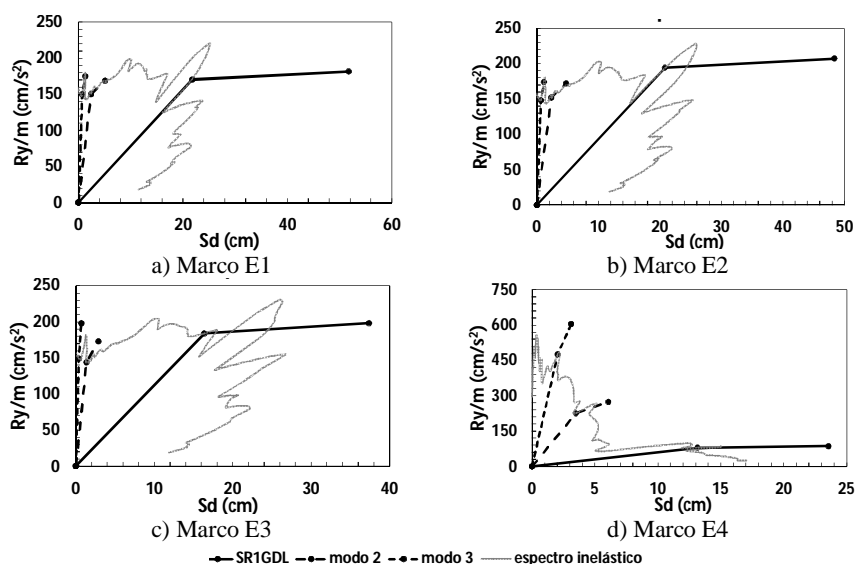 250
200
150
100
50
0
Ry/m (cm/s²)
0 20 40 60
Sd (cm)
a) Marco E1
250
200
150
100
50
0
Ry/m (cm/s²)
0 10 20 30 40 50
Sd (cm)
b) Marco E2
250
200
150
100
50
0
Ry/m (cm/s²)
0 10 20 30 40
Sd (cm)
c) Marco E3
750
600
450
300
150
0
Ry/m (cm/s²)
0 5 10 15 20 25
Sd (cm)
d) Marco E4
SR1GDL modo 2 modo 3 espectro inelástico